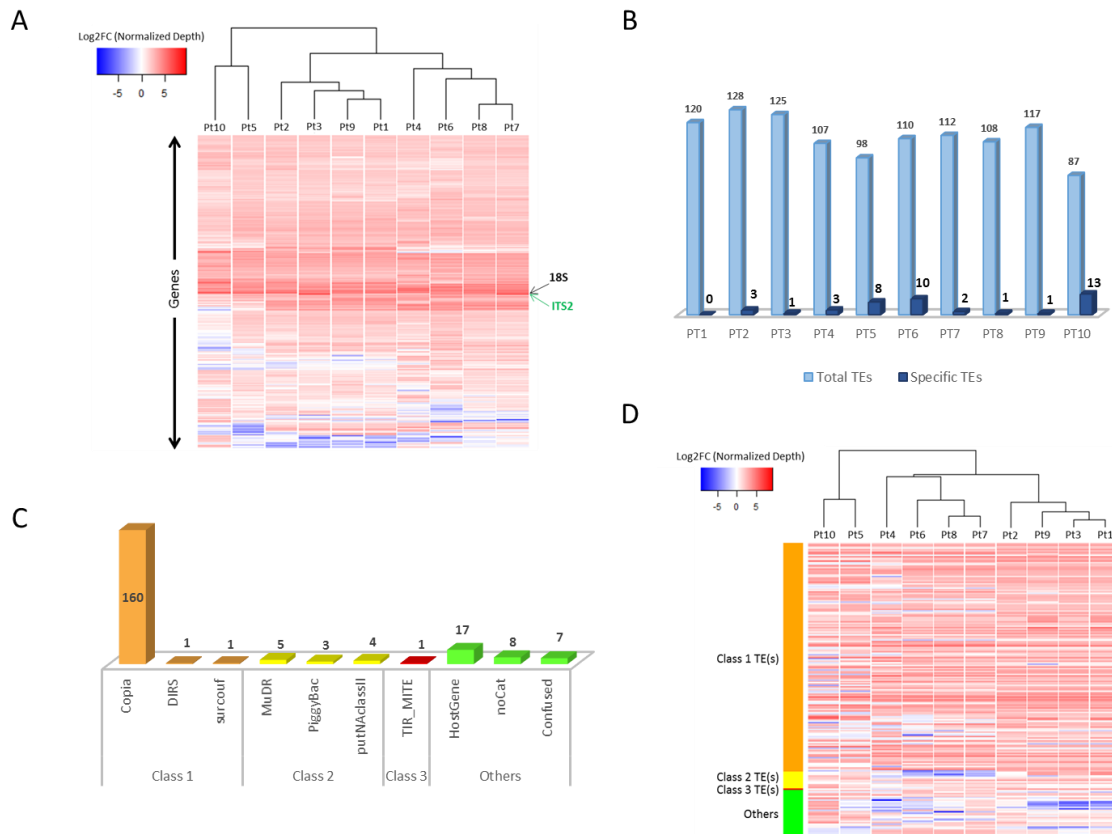 A
Log2FC (Normalized Depth)
-5 0 5
Pt10 Pt5 Pt2 Pt3 Pt9 Pt1 Pt4 Pt6 Pt8 Pt7
Genes
18S
ITS2
B
120 128 125 107 98 110 112 108 117 87
0 3 1 3 8 10 2 1 1 13
PT1 PT2 PT3 PT4 PT5 PT6 PT7 PT8 PT9 PT10
Total TEs Specific TEs
C
160 1 1 5 3 4 1 17 8 7
Copia DIRS surcouf MuDR PiggyBac putNAclassII TIR_MITE HostGene noCat Confused
Class 1 Class 2 Class 3 Others
D
Log2FC (Normalized Depth)
-5 0 5
Pt10 Pt5 Pt4 Pt6 Pt8 Pt7 Pt2 Pt9 Pt3 Pt1
Class 1 TE(s)
Class 2 TE(s)
Class 3 TE(s)
Others